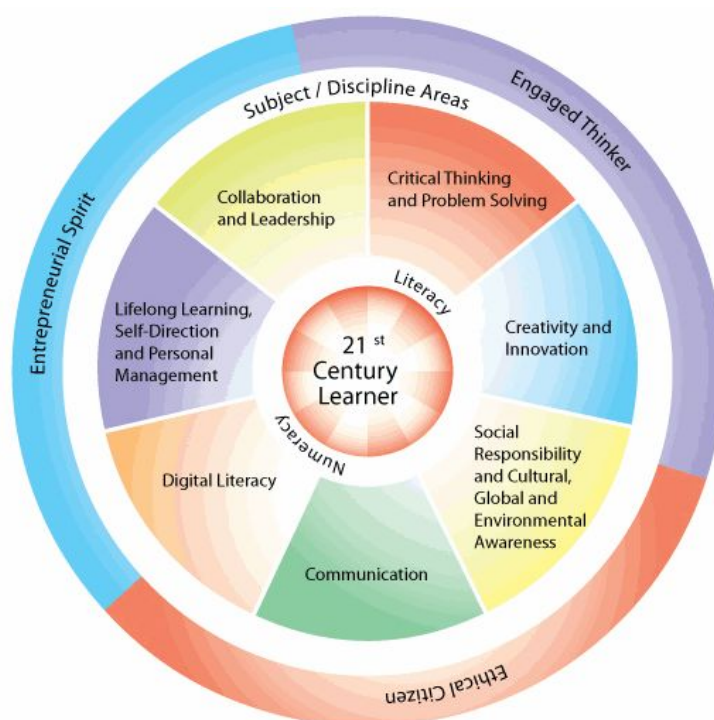 Engaged Thinker
Entrepreneurial Spirit
Ethical Citizen
Subject / Discipline Areas
Collaboration
and Leadership
Critical Thinking
and Problem Solving
Lifelong Learning,
Self-Direction
and Personal
Management
Creativity and
Innovation
Digital Literacy
Social
Responsibility
and Cultural,
Global and
Environmental
Awareness
Communication
Literacy
21 st
Century
Learner
Numeracy